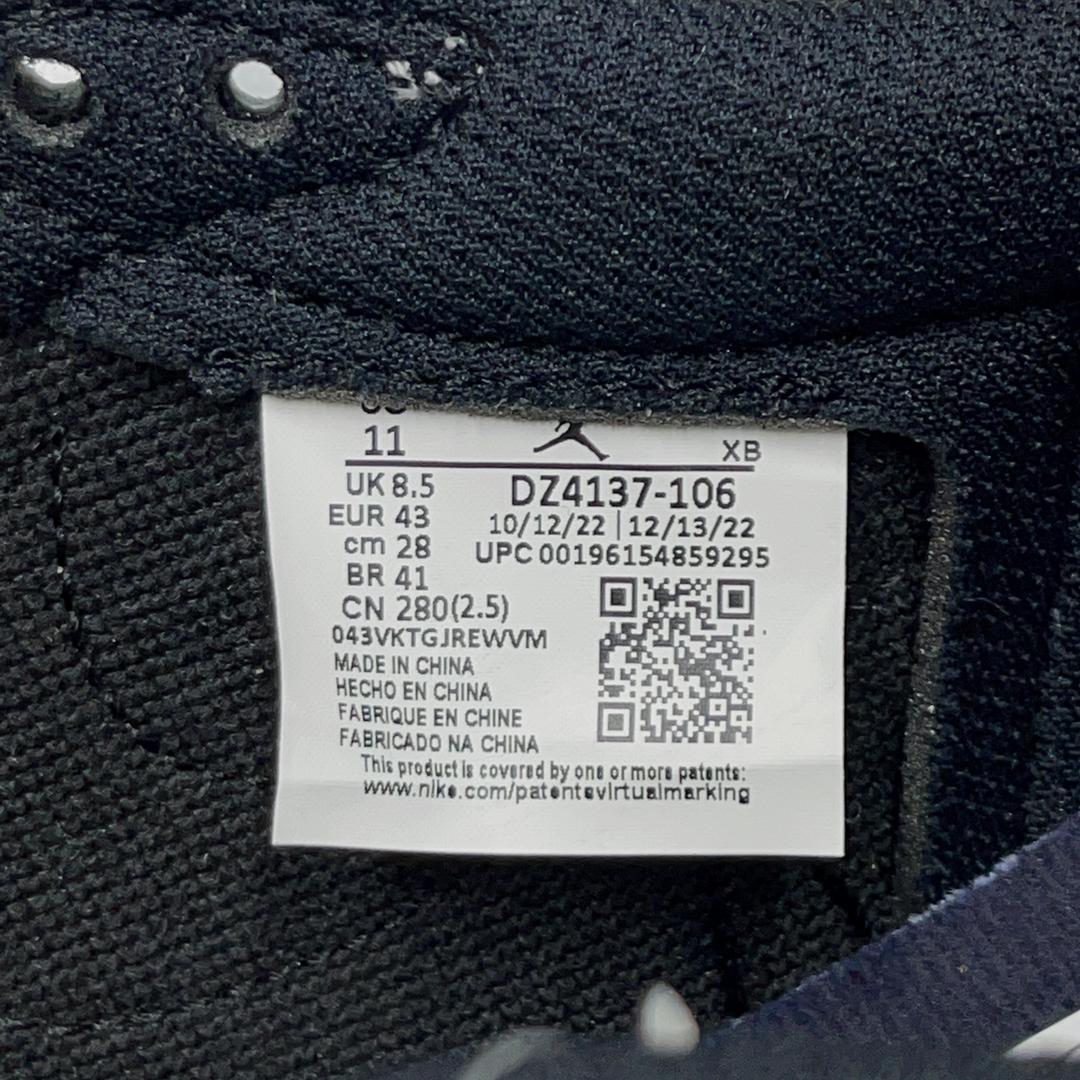 11
XB
UK 8.5
DZ4137-106
EUR 43
10/12/22 | 12/13/22
cm 28
UPC 00196154859295
BR 41
CN 280(2.5)
043VKTGJREWVM
MADE IN CHINA
HECHO EN CHINA
FABRIQUE EN CHINE
FABRICADO NA CHINA
This product is covered by one or more patents:
www.nike.com/patentsvirtualmarking